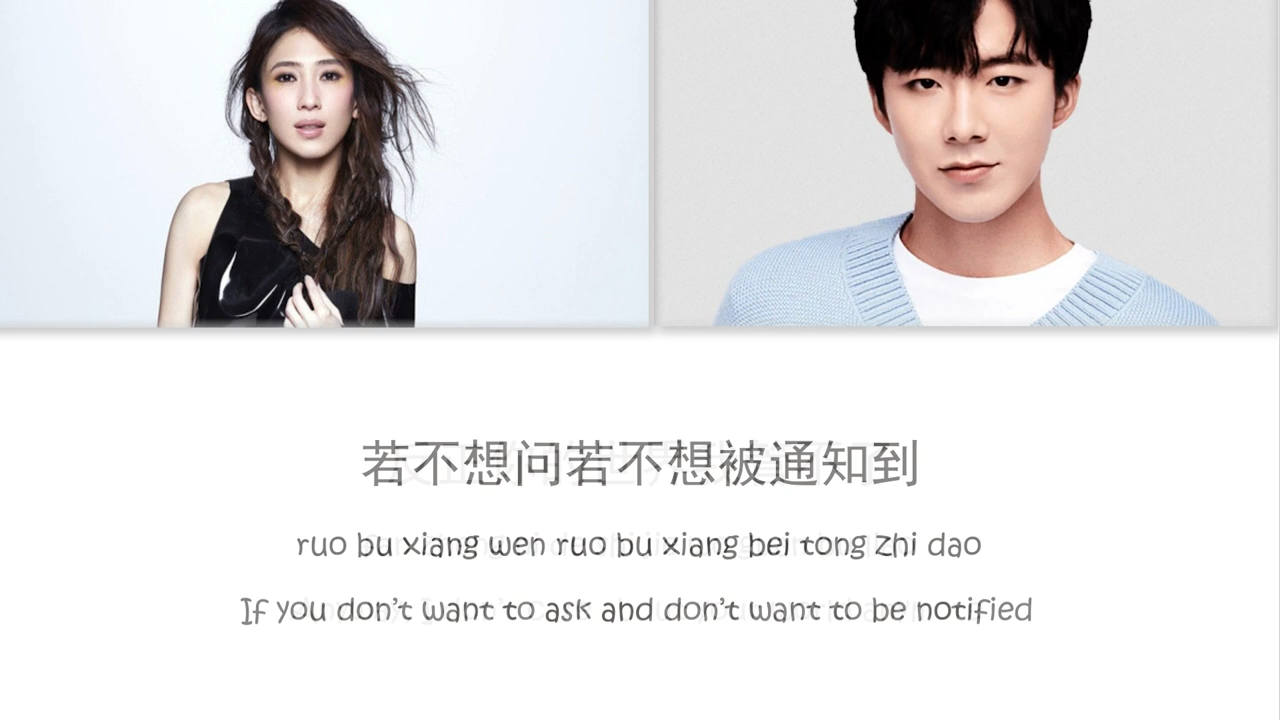 若不想问若不想被通知到
ruo bu xiang wen ruo bu xiang bei tong zhi dao
If you don't want to ask and don't want to be notified